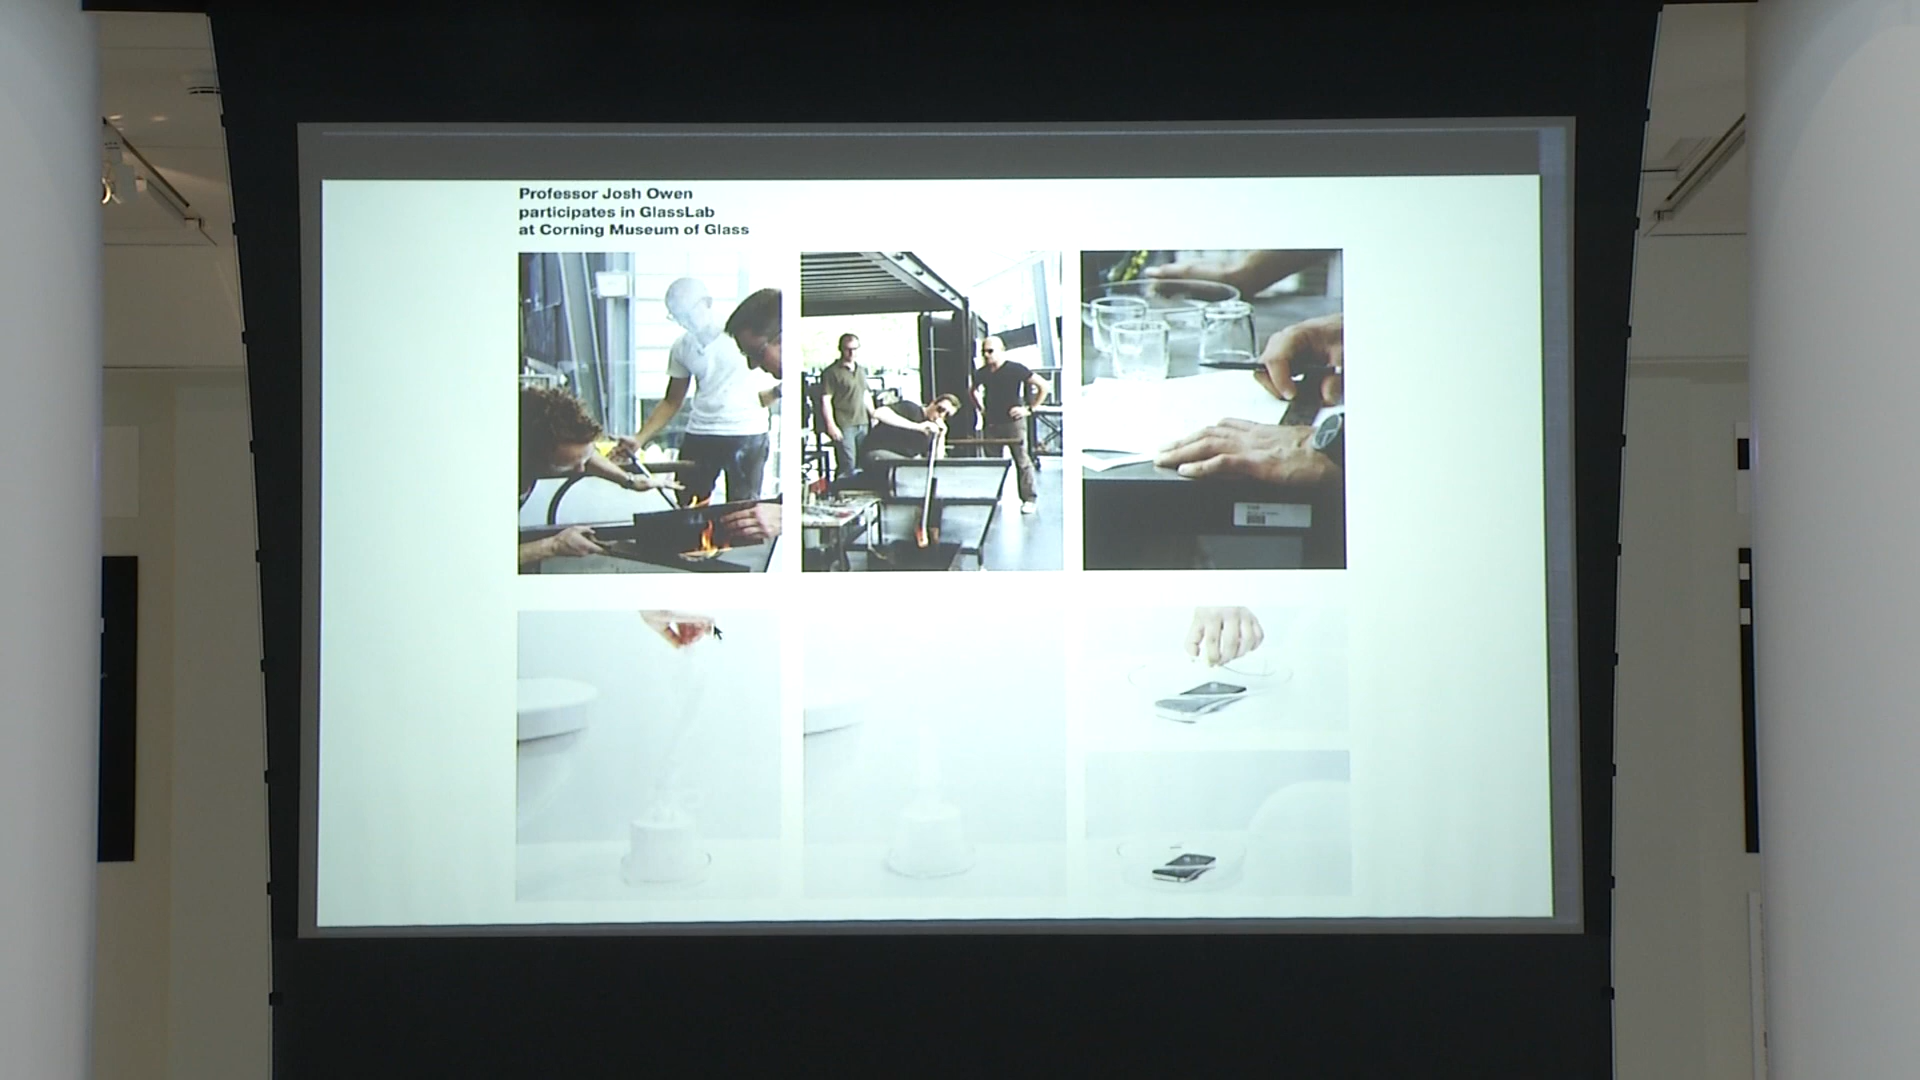 Professor Josh Owen
participates in GlassLab
at Corning Museum of Glass